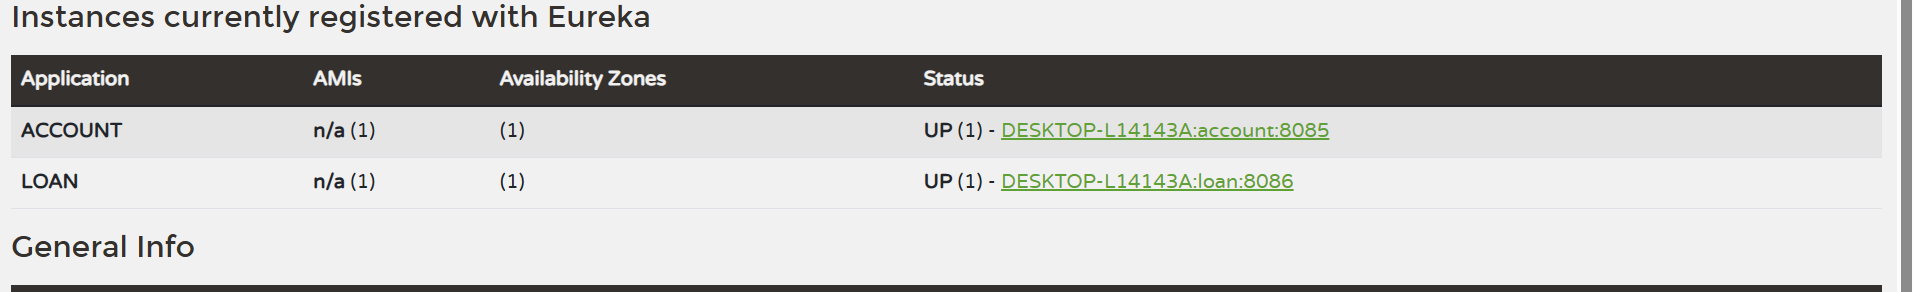 Instances currently registered with Eureka
Application AMIs Availability Zones Status
ACCOUNT n/a (1) (1) UP (1) - DESKTOP-L14143A:account:8085
LOAN n/a (1) (1) UP (1) - DESKTOP-L14143A:loan:8086
General Info